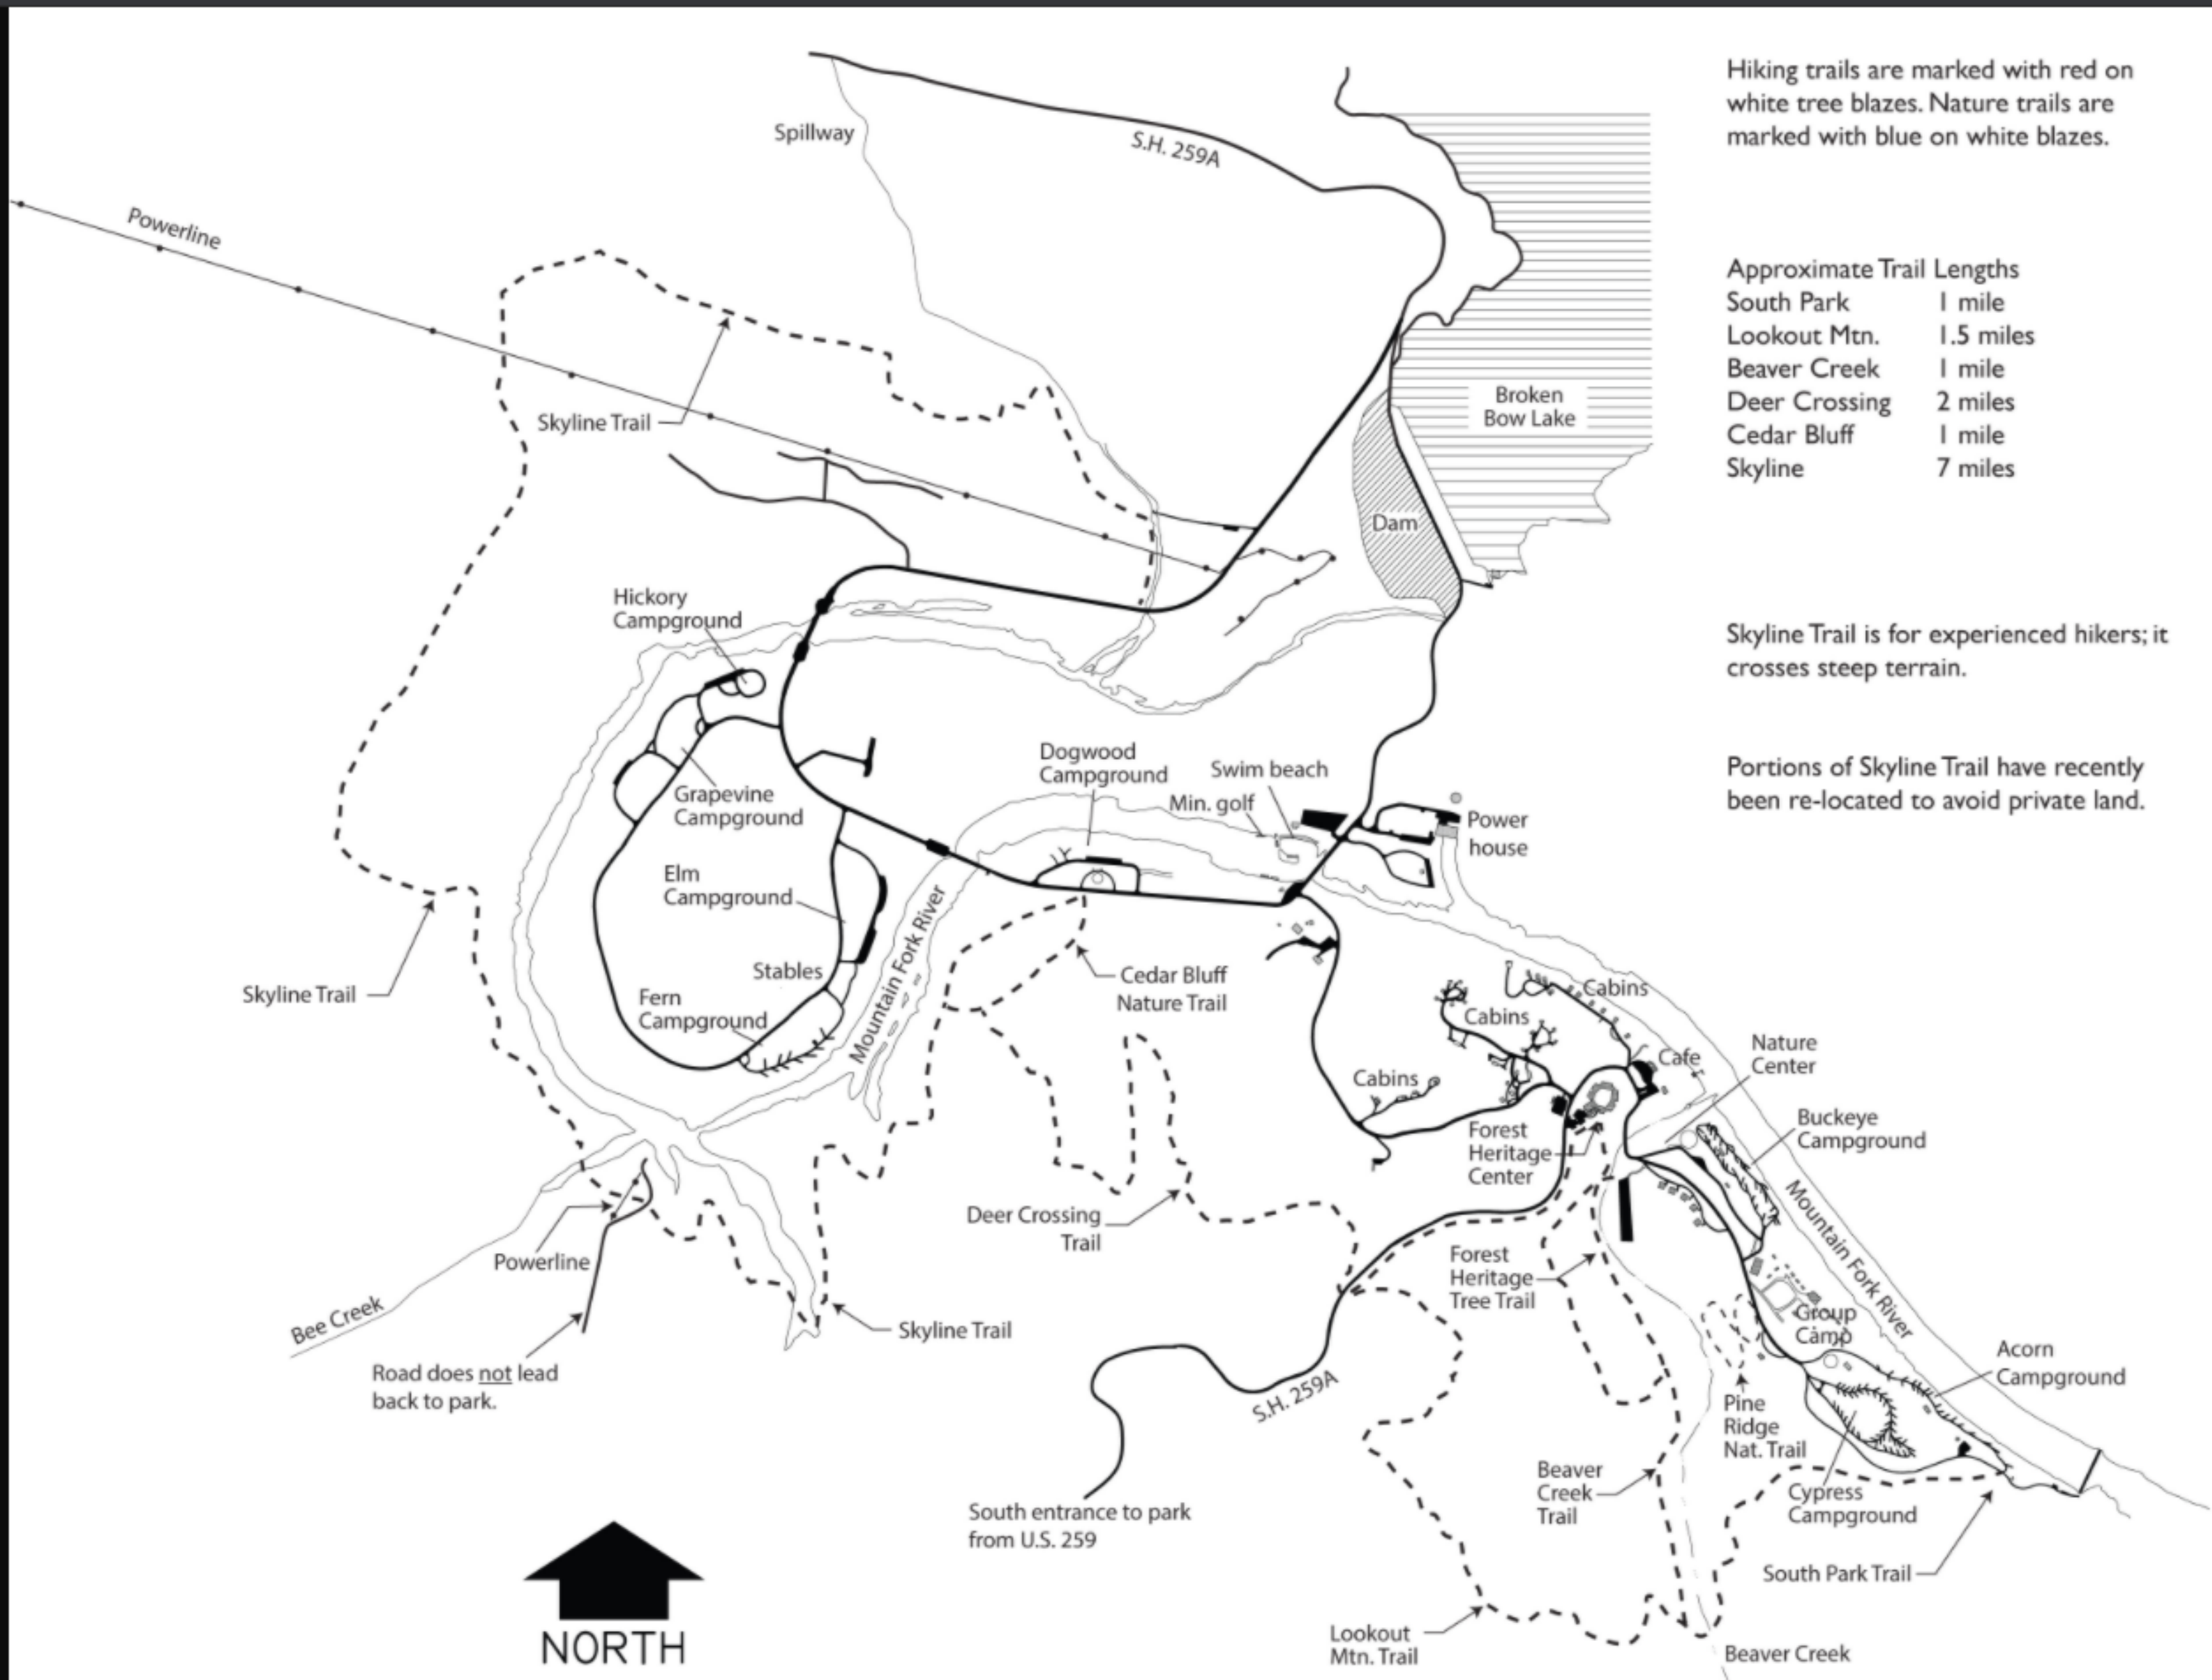 Hiking trails are marked with red on
white tree blazes. Nature trails are
marked with blue on white blazes.
Spillway
S.H. 259A
Powerline
Approximate Trail Lengths
South Park 1 mile
Lookout Mtn. 1.5 miles
Beaver Creek 1 mile
Deer Crossing 2 miles
Cedar Bluff 1 mile
Skyline 7 miles
Skyline Trail
Broken
Bow Lake
Dam
Hickory
Campground
Skyline Trail is for experienced hikers; it
crosses steep terrain.
Dogwood
Campground
Swim beach
Min. golf
Portions of Skyline Trail have recently
been re-located to avoid private land.
Grapevine
Campground
Power
house
Elm
Campground
Mountain Fork River
Stables
Skyline Trail
Fern
Campground
Cedar Bluff
Nature Trail
Cabins
Cabins
Cabins
Cafe
Nature
Center
Buckeye
Campground
Forest
Heritage
Center
Deer Crossing
Trail
Mountain Fork River
Powerline
Forest
Heritage
Tree Trail
Bee Creek
Skyline Trail
Group
Camp
Acorn
Campground
Road does not lead
back to park.
S.H. 259A
Pine
Ridge
Nat. Trail
Beaver
Creek
Trail
Cypress
Campground
South entrance to park
from U.S. 259
South Park Trail
NORTH
Lookout
Mtn. Trail
Beaver Creek